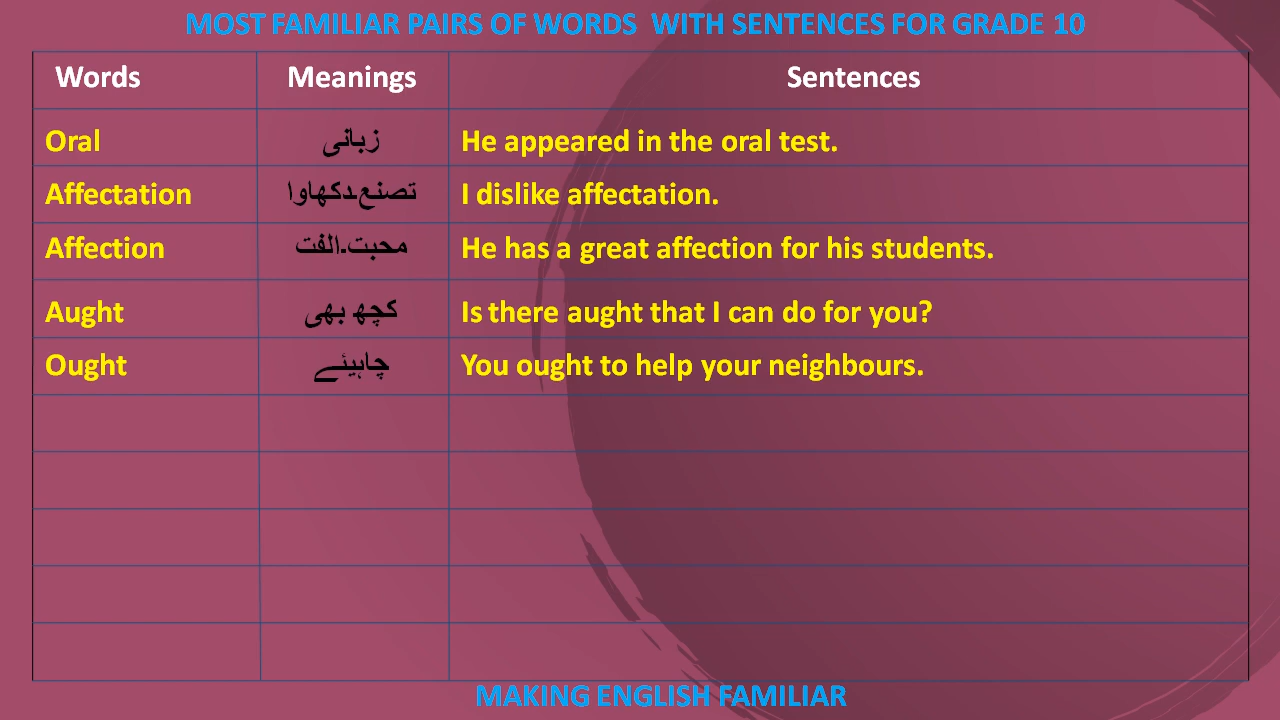 MOST FAMILIAR PAIRS OF WORDS WITH SENTENCES FOR GRADE 10
Words Meanings Sentences
Oral زبانی He appeared in the oral test.
Affectation تصنع۔دکھاوا I dislike affectation.
Affection محبت۔الفت He has a great affection for his students.
Aught کچھ بھی Is there aught that I can do for you?
Ought چاہیئے You ought to help your neighbours.
MAKING ENGLISH FAMILIAR